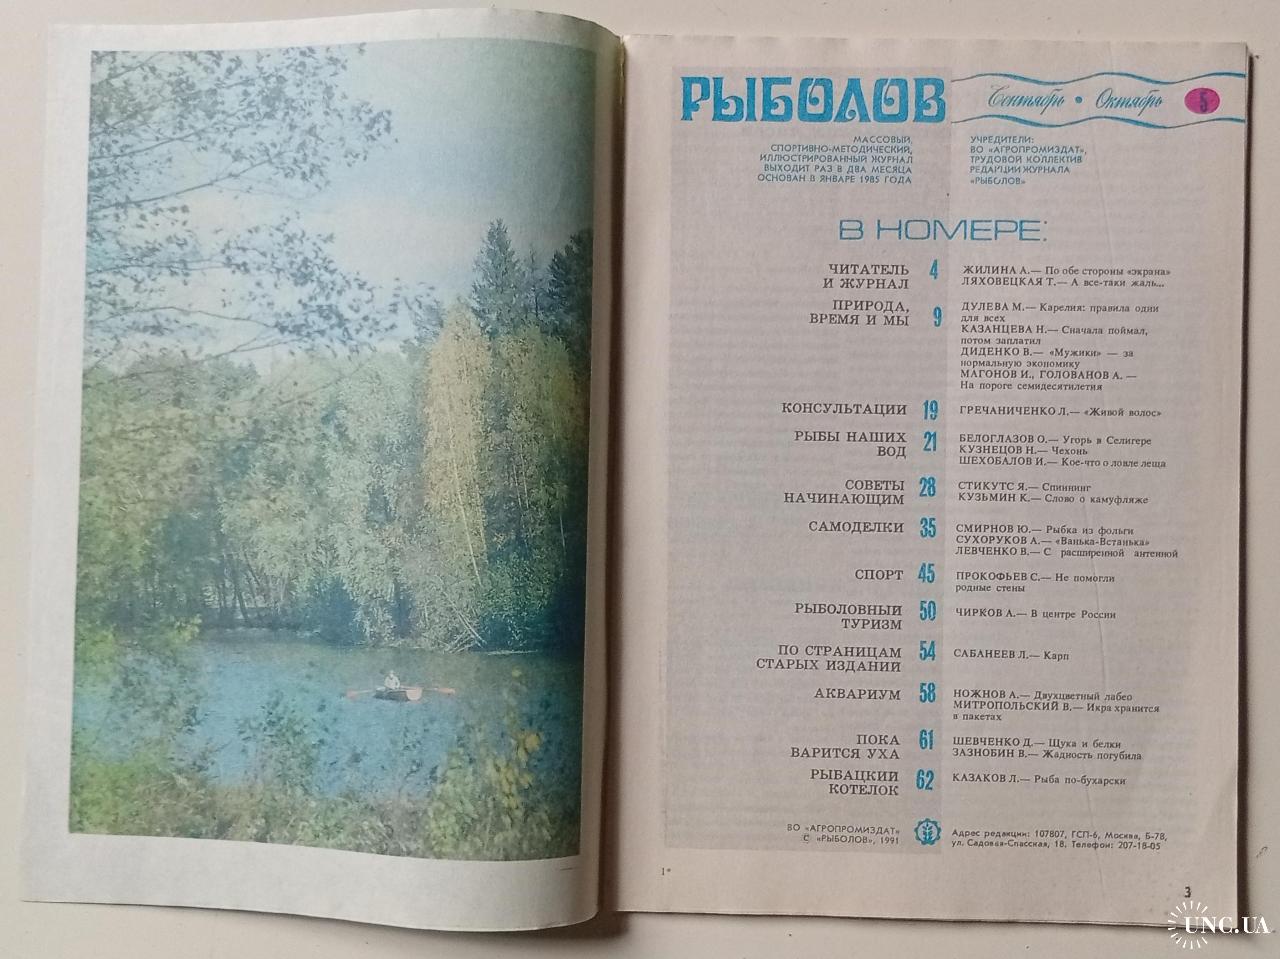 РЫБОЛОВ
Сентябрь • Октябрь 5
МАССОВЫЙ,
СПОРТИВНО-МЕТОДИЧЕСКИЙ,
ИЛЛЮСТРИРОВАННЫЙ ЖУРНАЛ
ВЫХОДИТ РАЗ В ДВА МЕСЯЦА
ОСНОВАН В ЯНВАРЕ 1985 ГОДА
УЧРЕДИТЕЛИ:
ВО «АГРОПРОМИЗДАТ»,
ТРУДОВОЙ КОЛЛЕКТИВ
РЕДАКЦИИ ЖУРНАЛА
«РЫБОЛОВ»
В НОМЕРЕ:
ЧИТАТЕЛЬ
И ЖУРНАЛ
4
ЖИЛИНА А.— По обе стороны «экрана»
ЛЯХОВЕЦКАЯ Т.— А все-таки жаль...
ПРИРОДА,
ВРЕМЯ И МЫ
9
ДУЛЕВА М.— Карелия: правила одни
для всех
КАЗАНЦЕВА Н.— Сначала поймал,
потом заплатил
ДИДЕНКО В.— «Мужики» — за
нормальную экономику
МАГОНОВ И., ГОЛОВАНОВ А. —
На пороге семидесятилетия
КОНСУЛЬТАЦИИ
19
ГРЕЧАНИЧЕНКО Л.— «Живой волос»
РЫБЫ НАШИХ
ВОД
21
БЕЛОГЛАЗОВ О.— Угорь в Селигере
КУЗНЕЦОВ Н.— Чехонь
ШЕХОБАЛОВ И.— Кое-что о ловле леща
СОВЕТЫ
НАЧИНАЮЩИМ
28
СТИКУТС Я.— Спиннинг
КУЗЬМИН К.— Слово о камуфляже
САМОДЕЛКИ
35
СМИРНОВ Ю.— Рыбка из фольги
СУХОРУКОВ А.— «Ванька-Встанька»
ЛЕВЧЕНКО В.— С расширенной антенной
СПОРТ
45
ПРОКОФЬЕВ С.— Не помогли
родные стены
РЫБОЛОВНЫЙ
ТУРИЗМ
50
ЧИРКОВ А.— В центре России
ПО СТРАНИЦАМ
СТАРЫХ ИЗДАНИЙ
54
САБАНЕЕВ Л.— Карп
АКВАРИУМ
58
НОЖНОВ А.— Двухцветный лабео
МИТРОПОЛЬСКИЙ В.— Икра хранится
в пакетах
ПОКА
ВАРИТСЯ УХА
61
ШЕВЧЕНКО Д.— Щука и белки
ЗАЗНОБИН В.— Жадность погубила
РЫБАЦКИЙ
КОТЕЛОК
62
КАЗАКОВ Л.— Рыба по-бухарски
ВО «АГРОПРОМИЗДАТ»
С «РЫБОЛОВ», 1991
Адрес редакции: 107807, ГСП-6, Москва, Б-78,
ул. Садовая-Спасская, 18. Телефон: 207-18-05
1*
3
UNC.UA